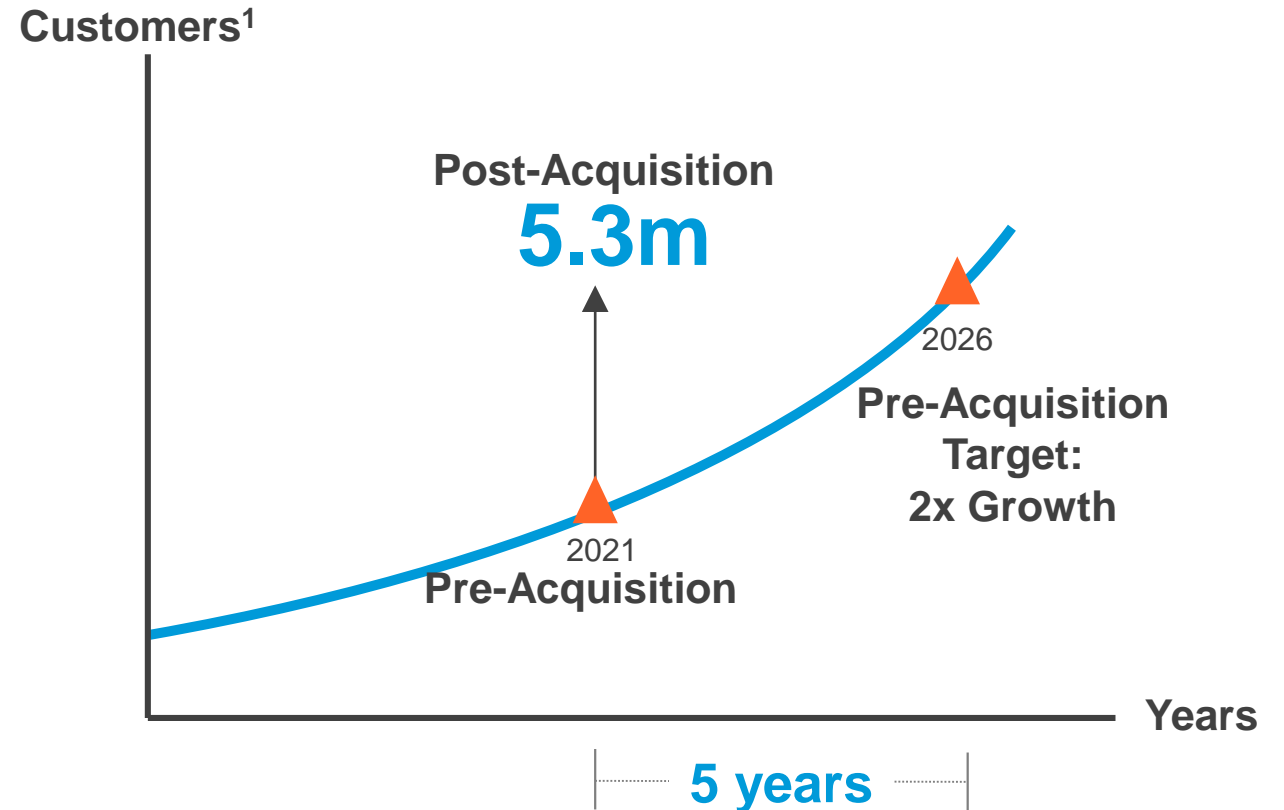 Customers¹
Post-Acquisition
5.3m
2026
Pre-Acquisition
Target:
2x Growth
2021
Pre-Acquisition
Years
5 years